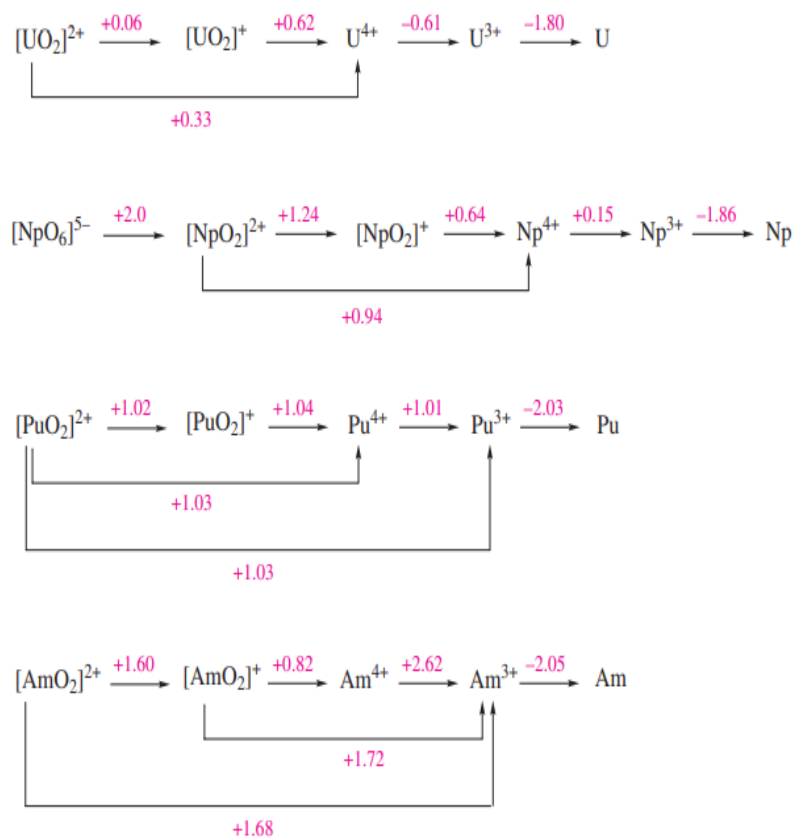 +0.06 +0.62 –0.61 –1.80
[UO₂]²⁺ [UO₂]⁺ U⁴⁺ U³⁺ U
+0.33
+2.0 +1.24 +0.64 +0.15 –1.86
[NpO₆]⁵⁻ [NpO₂]²⁺ [NpO₂]⁺ Np⁴⁺ Np³⁺ Np
+0.94
+1.02 +1.04 +1.01 –2.03
[PuO₂]²⁺ [PuO₂]⁺ Pu⁴⁺ Pu³⁺ Pu
+1.03
+1.03
+1.60 +0.82 +2.62 –2.05
[AmO₂]²⁺ [AmO₂]⁺ Am⁴⁺ Am³⁺ Am
+1.72
+1.68